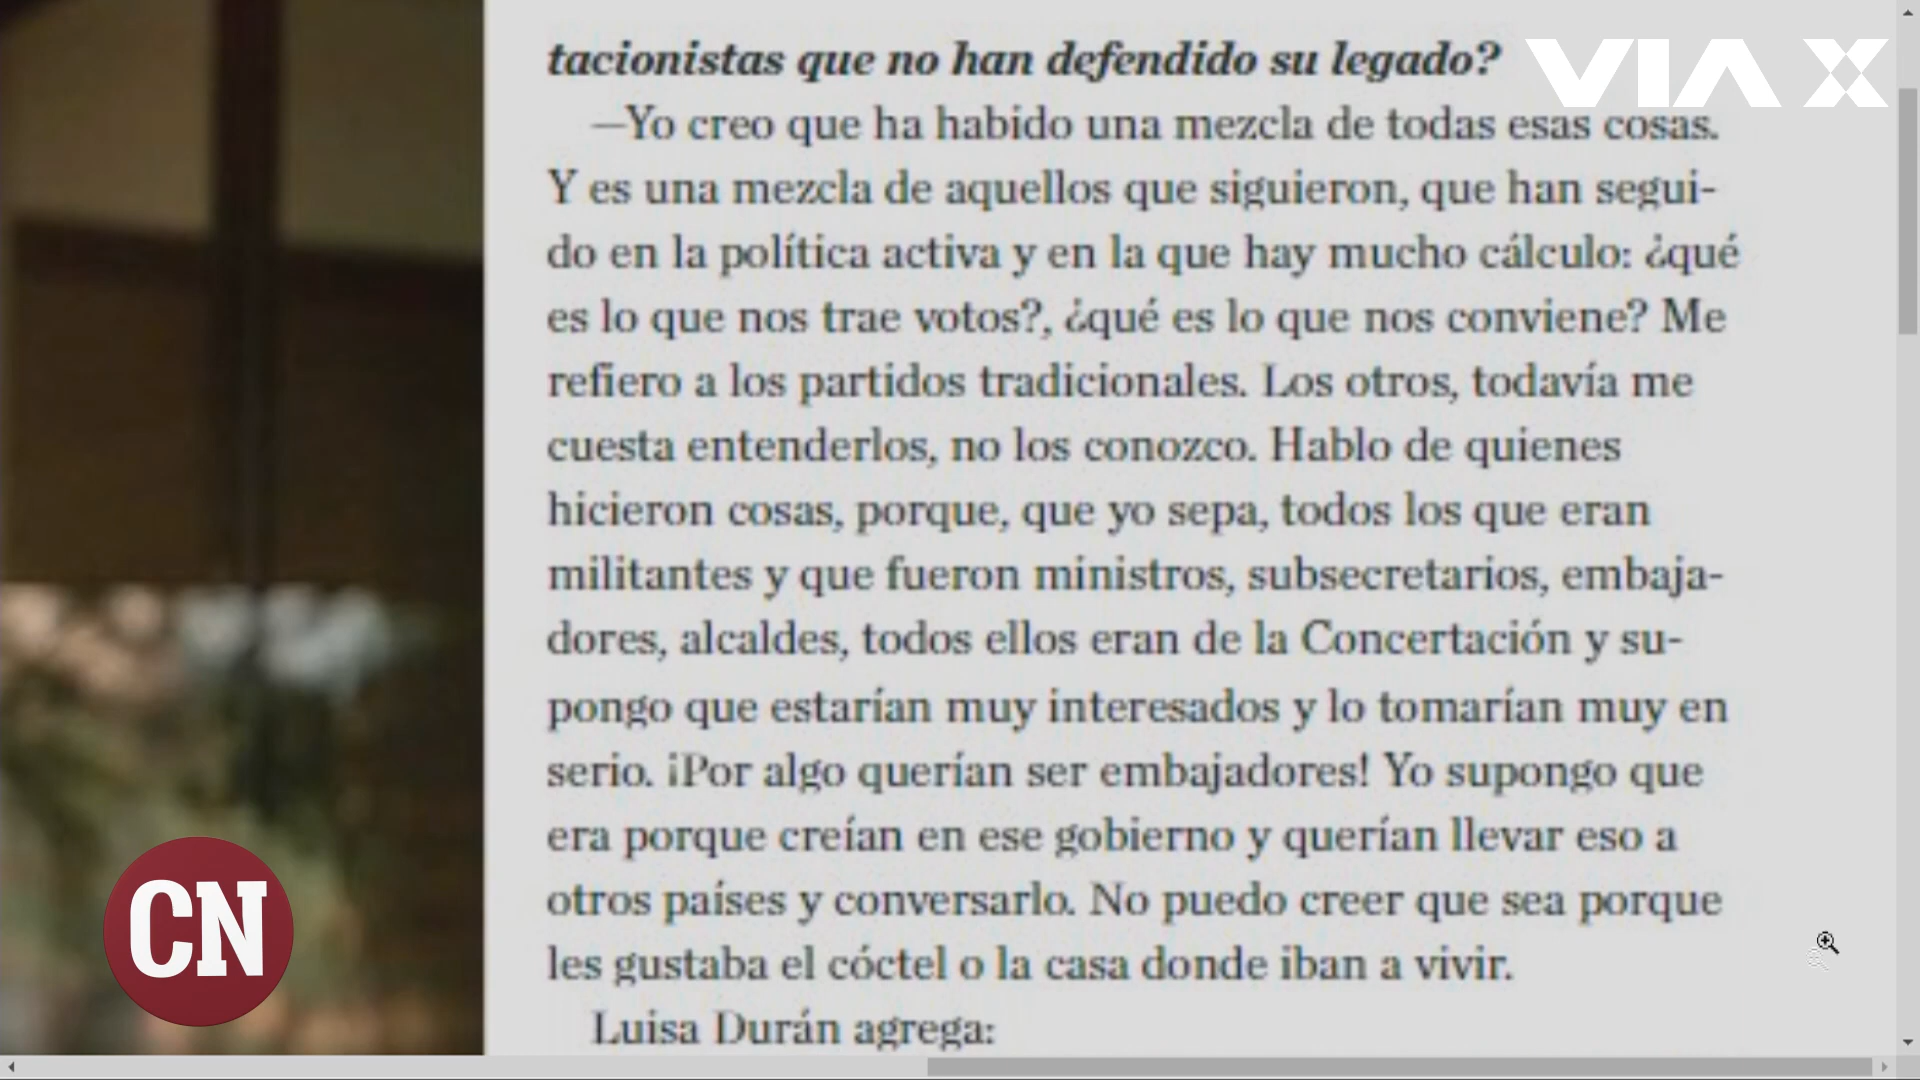 VIA X
tacionistas que no han defendido su legado?
—Yo creo que ha habido una mezcla de todas esas cosas.
Y es una mezcla de aquellos que siguieron, que han segui-
do en la política activa y en la que hay mucho cálculo: ¿qué
es lo que nos trae votos?, ¿qué es lo que nos conviene? Me
refiero a los partidos tradicionales. Los otros, todavía me
cuesta entenderlos, no los conozco. Hablo de quienes
hicieron cosas, porque, que yo sepa, todos los que eran
militantes y que fueron ministros, subsecretarios, embaja-
dores, alcaldes, todos ellos eran de la Concertación y su-
pongo que estarían muy interesados y lo tomarían muy en
serio. ¡Por algo querían ser embajadores! Yo supongo que
era porque creían en ese gobierno y querían llevar eso a
otros países y conversarlo. No puedo creer que sea porque
les gustaba el cóctel o la casa donde iban a vivir.
Luisa Durán agrega:
CN